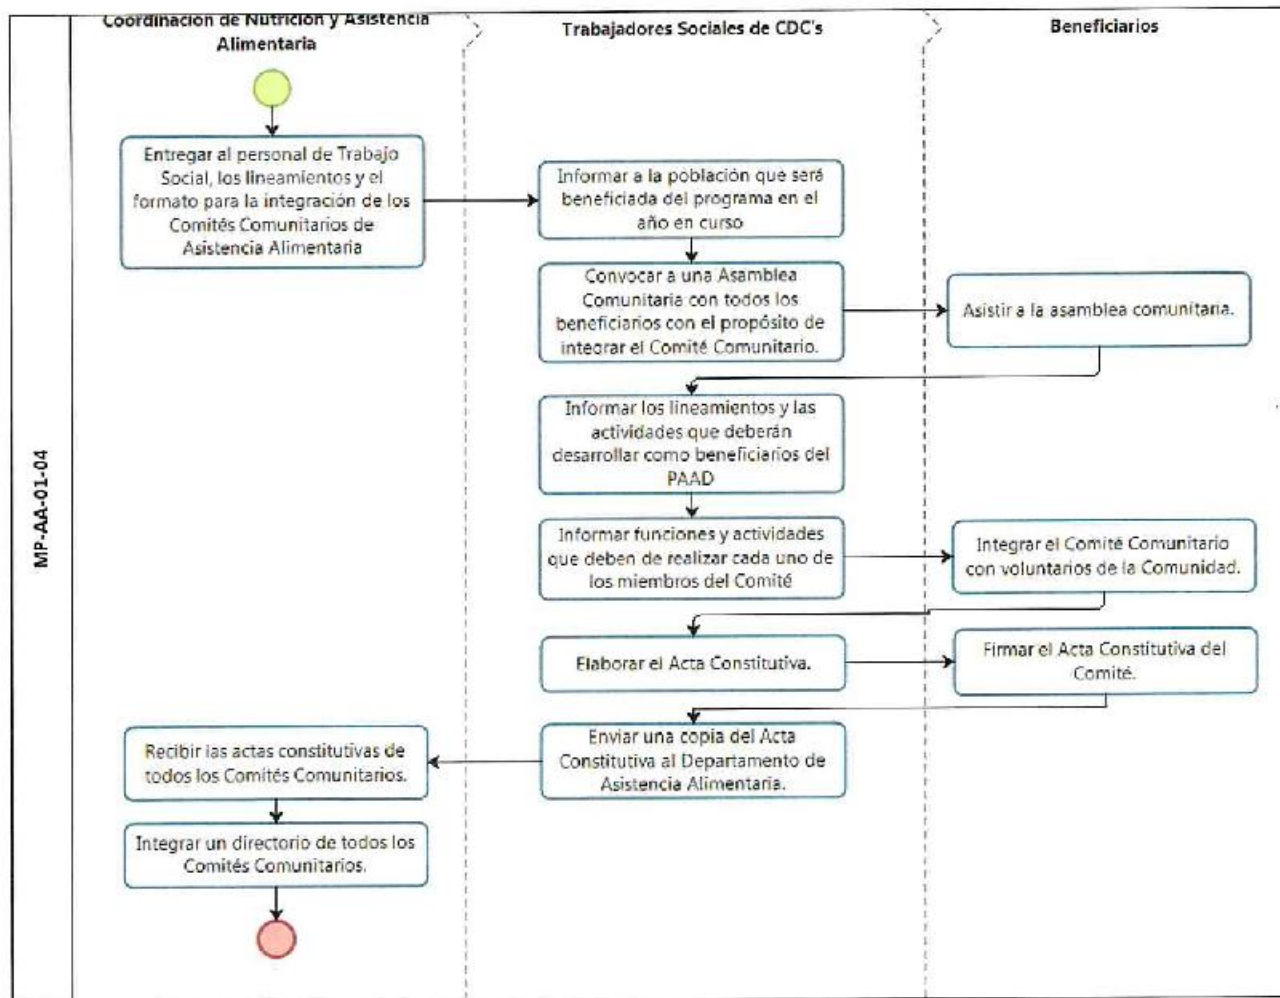 Coordinación de Nutrición y Asistencia
Alimentaria
Trabajadores Sociales de CDC's
Beneficiarios
MP-AA-01-04
Entregar al personal de Trabajo
Social, los lineamientos y el
formato para la integración de los
Comités Comunitarios de
Asistencia Alimentaria
Informar a la población que será
beneficiada del programa en el
año en curso
Convocar a una Asamblea
Comunitaria con todos los
beneficiarios con el propósito de
integrar el Comité Comunitario.
Asistir a la asamblea comunitaria.
Informar los lineamientos y las
actividades que deberán
desarrollar como beneficiarios del
PAAD
Informar funciones y actividades
que deben de realizar cada uno de
los miembros del Comité
Integrar el Comité Comunitario
con voluntarios de la Comunidad.
Elaborar el Acta Constitutiva.
Firmar el Acta Constitutiva del
Comité.
Enviar una copia del Acta
Constitutiva al Departamento de
Asistencia Alimentaria.
Recibir las actas constitutivas de
todos los Comités Comunitarios.
Integrar un directorio de todos los
Comités Comunitarios.